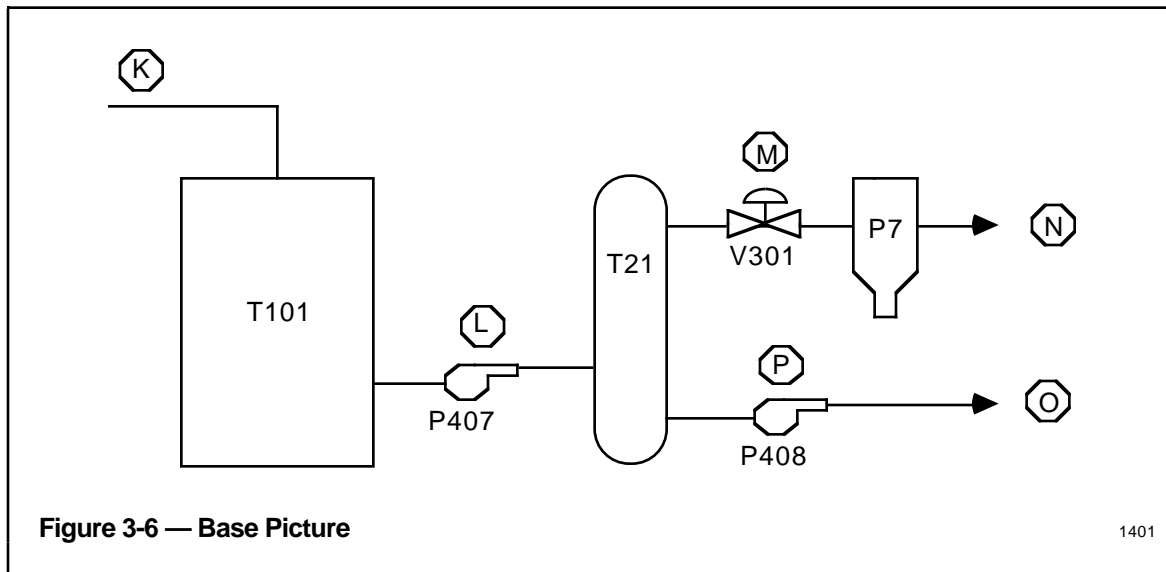 K
M
N
T21
V301
P7
T101
L
P407
P
P408
O
Figure 3-6 — Base Picture
1401